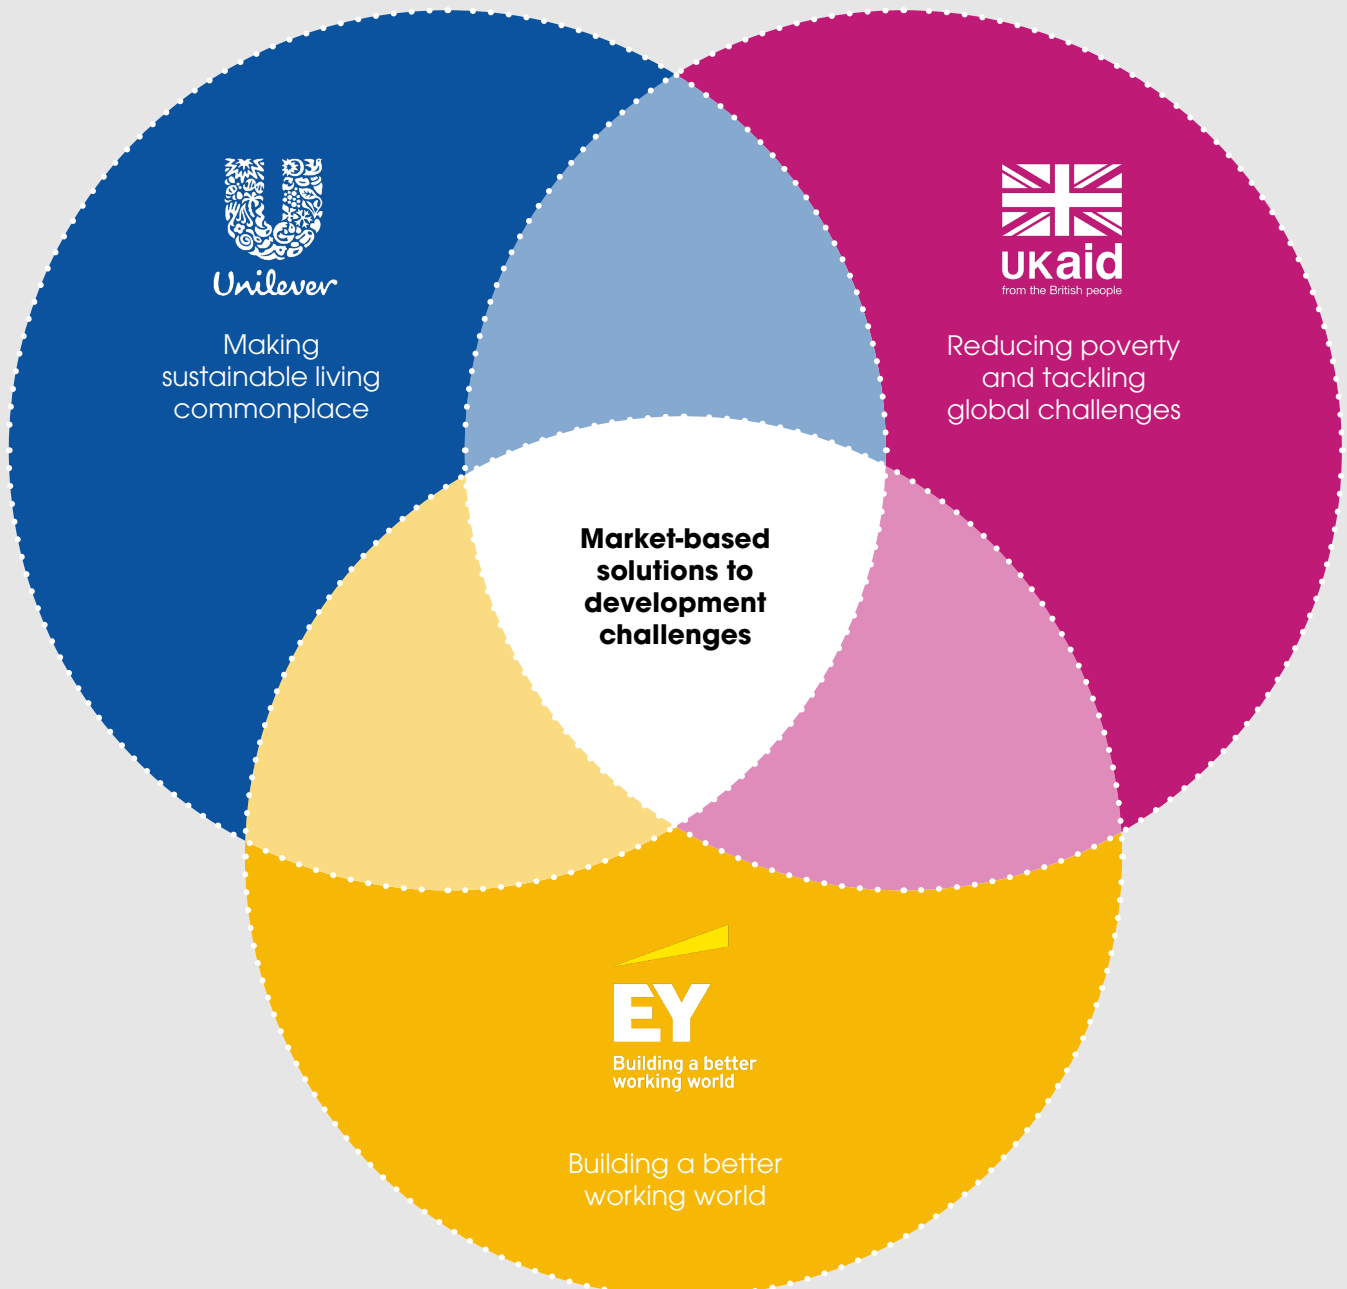 Unilever
Making
sustainable living
commonplace
UKaid
from the British people
Reducing poverty
and tackling
global challenges
Market-based
solutions to
development
challenges
EY
Building a better
working world
Building a better
working world